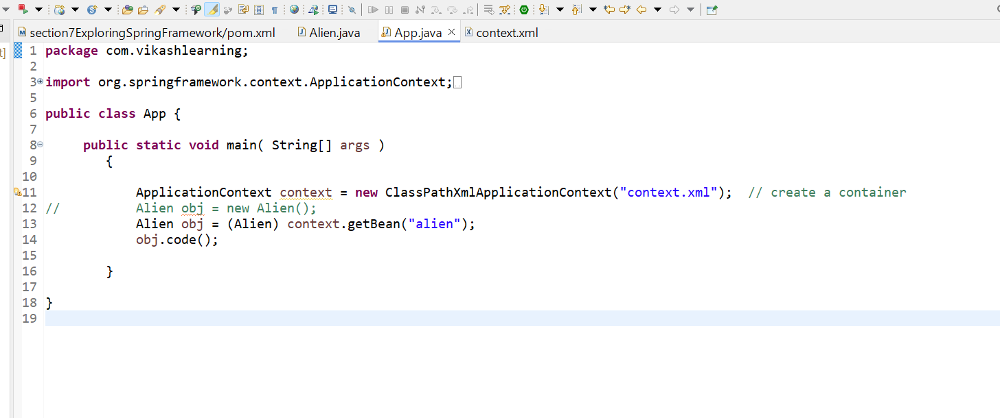 section7ExploringSpringFramework/pom.xml Alien.java App.java context.xml
1 package com.vikashlearning;
2
3 import org.springframework.context.ApplicationContext;
5
6 public class App {
7
8 public static void main( String[] args )
9 {
10
11 ApplicationContext context = new ClassPathXmlApplicationContext("context.xml"); // create a container
12 // Alien obj = new Alien();
13 Alien obj = (Alien) context.getBean("alien");
14 obj.code();
15
16 }
17
18 }
19